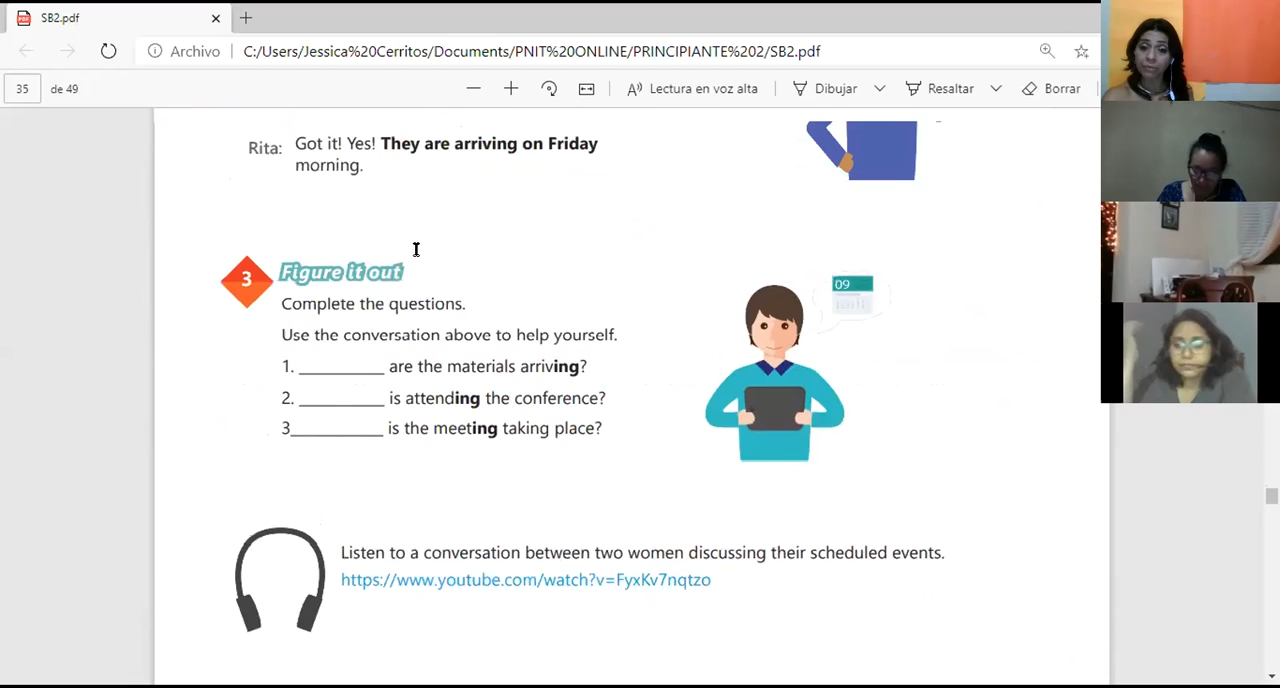 SB2.pdf
Archivo
C:/Users/Jessica%20Cerritos/Documents/PNIT%20ONLINE/PRINCIPIANTE%202/SB2.pdf
35 de 49
Lectura en voz alta
Dibujar
Resaltar
Borrar
Rita: Got it! Yes! They are arriving on Friday
morning.
3 Figure it out
09
Complete the questions.
Use the conversation above to help yourself.
1. __________ are the materials arriving?
2. __________ is attending the conference?
3___________ is the meeting taking place?
Listen to a conversation between two women discussing their scheduled events.
https://www.youtube.com/watch?v=FyxKv7nqtzo